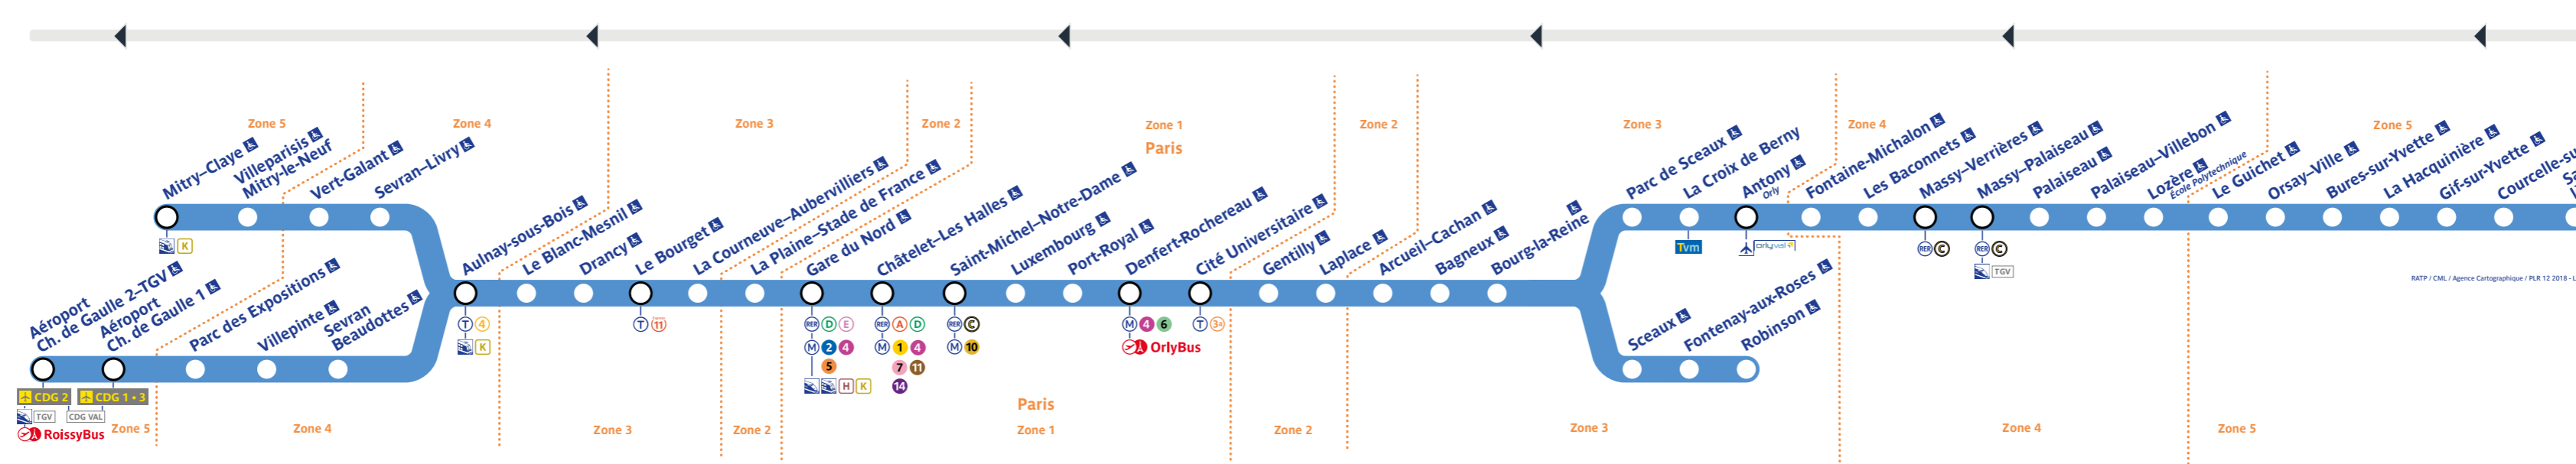 Zone 5
Zone 4
Zone 3
Zone 2
Zone 1
Paris
Zone 2
Zone 3
Zone 4
Zone 5
Mitry–Claye
Villeparisis
Mitry-le-Neuf
Vert-Galant
Sevran–Livry
K
Aéroport
Ch. de Gaulle 2–TGV
Aéroport
Ch. de Gaulle 1
Parc des Expositions
Villepinte
Sevran
Beaudottes
CDG 2
CDG 1 • 3
TGV
CDG VAL
RoissyBus
Aulnay-sous-Bois
T 4
K
Le Blanc-Mesnil
Drancy
Le Bourget
T 11
La Courneuve–Aubervilliers
La Plaine–Stade de France
Gare du Nord
RER D E
M 2 4
5
H K
Châtelet–Les Halles
RER A D
M 1 4
7 11
14
Saint-Michel–Notre-Dame
RER C
M 10
Luxembourg
Port-Royal
Denfert-Rochereau
M 4 6
OrlyBus
Cité Universitaire
T 3a
Gentilly
Laplace
Arcueil–Cachan
Bagneux
Bourg-la-Reine
Parc de Sceaux
La Croix de Berny
Tvm
Antony
Orly
orlyval
Fontaine-Michalon
Les Baconnets
Massy–Verrières
RER C
Massy–Palaiseau
RER C
TGV
Palaiseau
Palaiseau–Villebon
Lozère
École Polytechnique
Le Guichet
Orsay–Ville
Bures-sur-Yvette
La Hacquinière
Gif-sur-Yvette
Courcelle-su
Sceaux
Fontenay-aux-Roses
Robinson
RATP / CML / Agence Cartographique / PLR 12 2018 - L
Zone 5
Zone 4
Zone 3
Zone 2
Paris
Zone 1
Zone 2
Zone 3
Zone 4
Zone 5